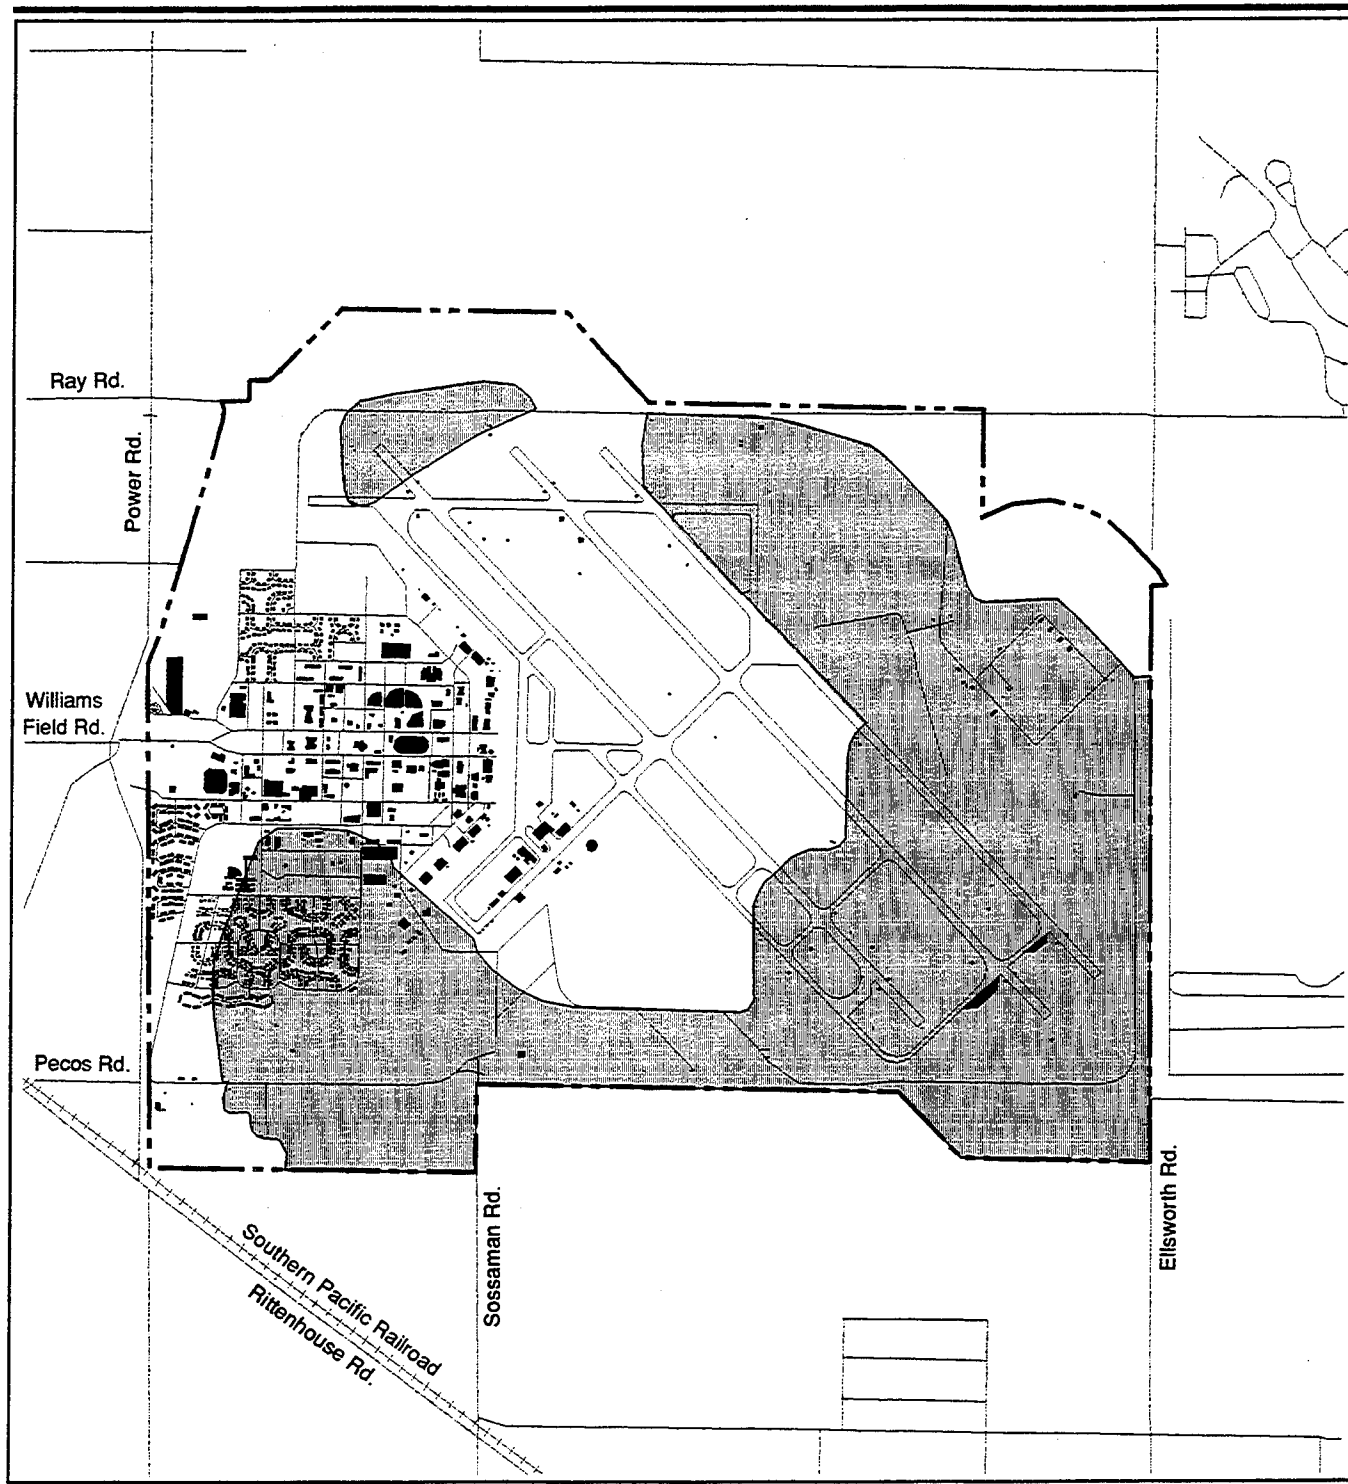 Ray Rd.
Power Rd.
Williams
Field Rd.
Pecos Rd.
Southern Pacific Railroad
Rittenhouse Rd.
Sossaman Rd.
Ellsworth Rd.